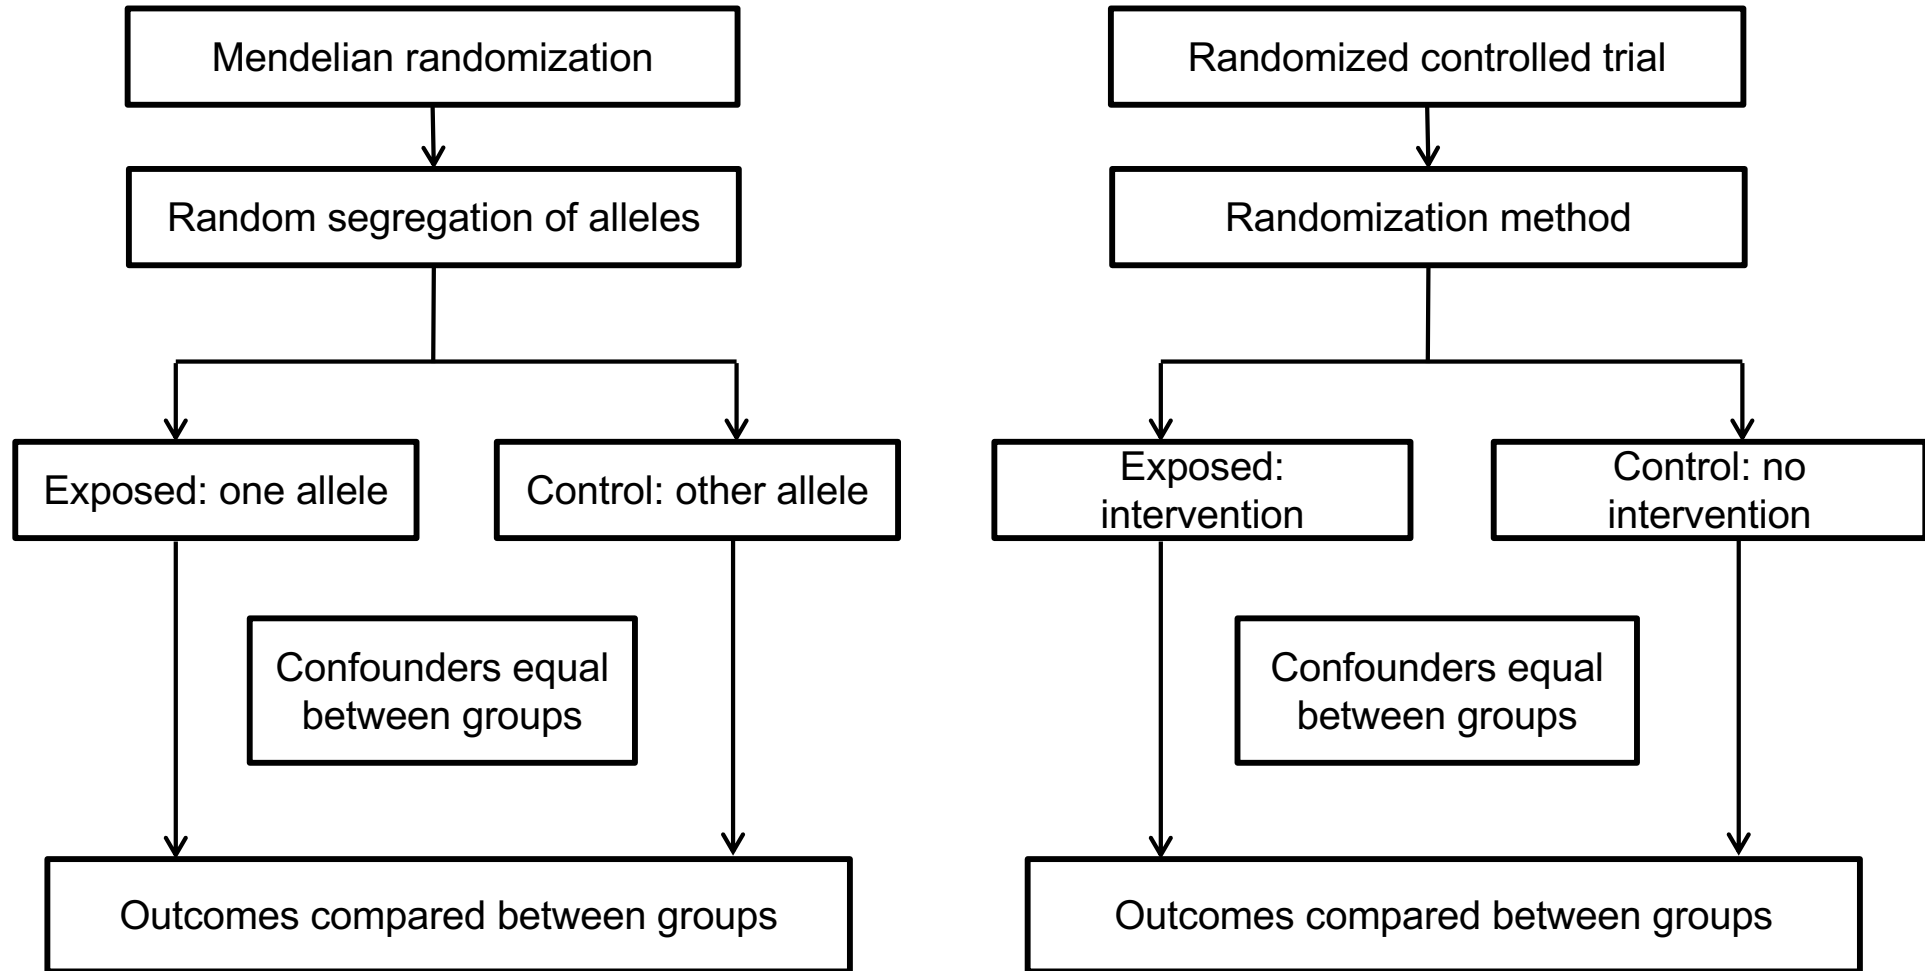 Mendelian randomization
Random segregation of alleles
Exposed: one allele
Control: other allele
Confounders equal
between groups
Outcomes compared between groups
Randomized controlled trial
Randomization method
Exposed:
intervention
Control: no
intervention
Confounders equal
between groups
Outcomes compared between groups